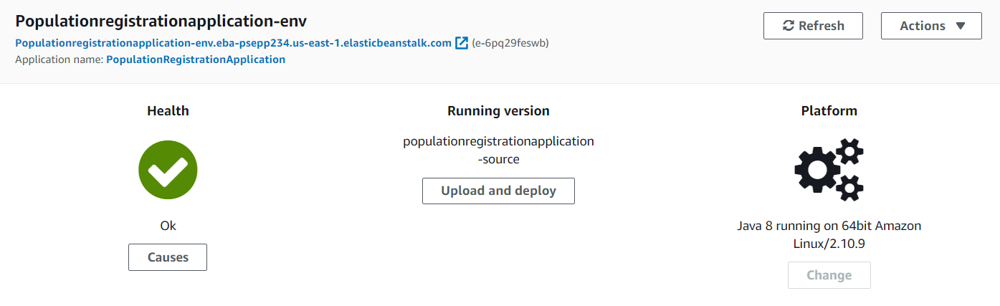 Populationregistrationapplication-env
Refresh
Actions
Populationregistrationapplication-env.eba-psepp234.us-east-1.elasticbeanstalk.com (e-6pq29feswb)
Application name: PopulationRegistrationApplication
Health
Ok
Causes
Running version
populationregistrationapplication
-source
Upload and deploy
Platform
Java 8 running on 64bit Amazon
Linux/2.10.9
Change